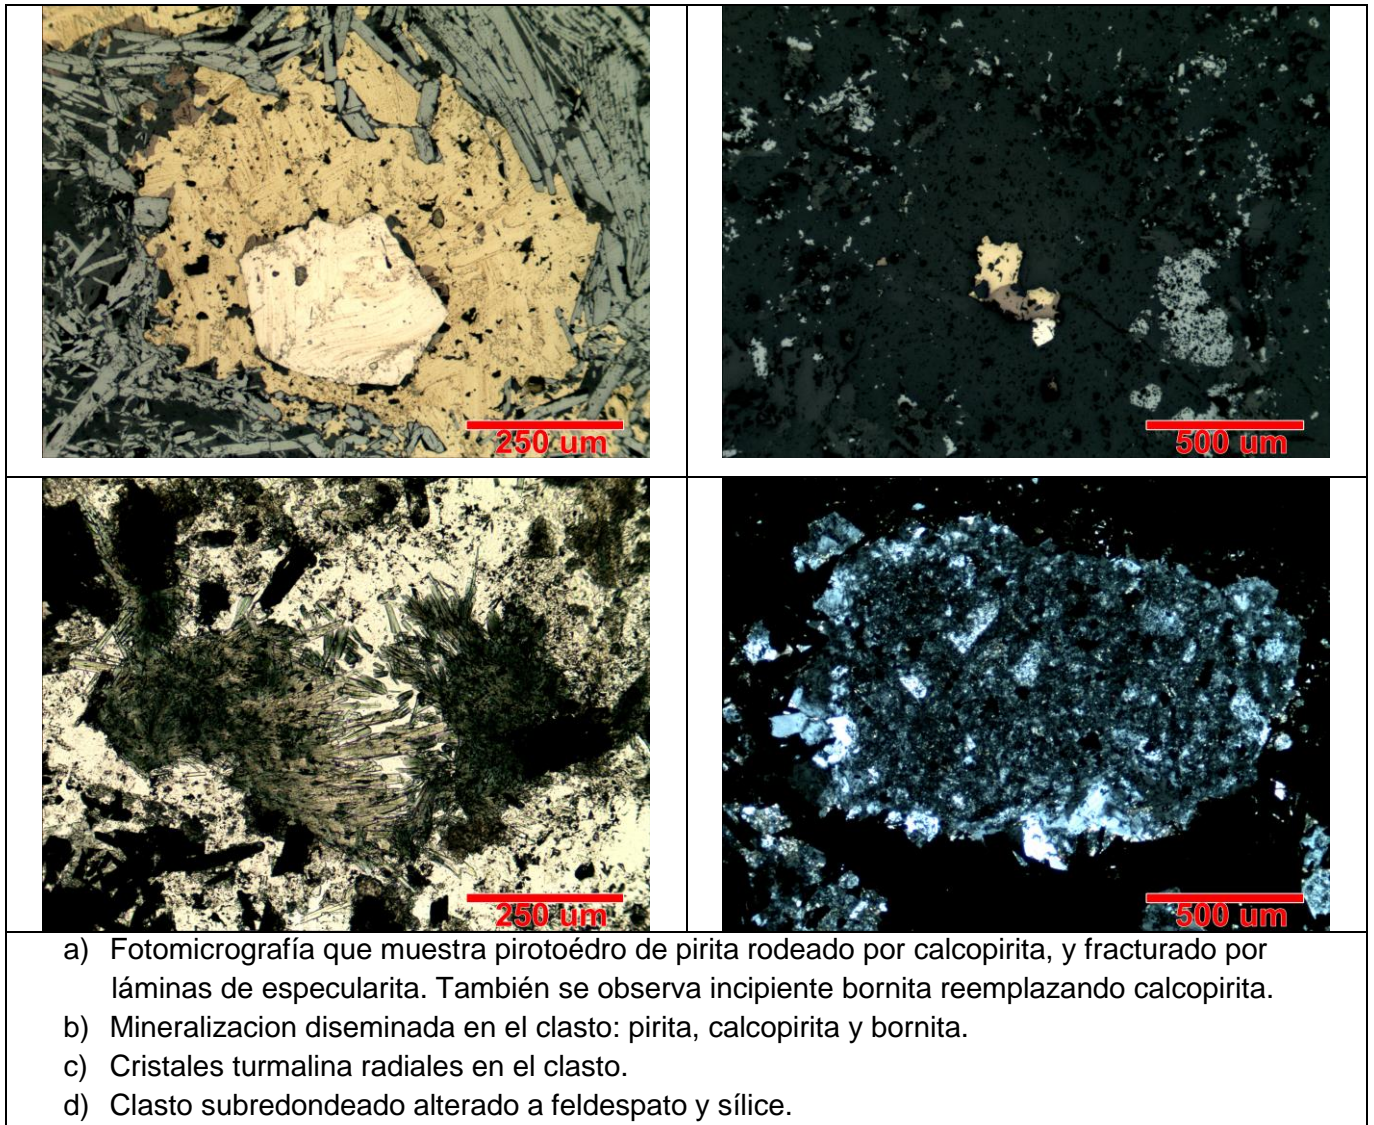 250 um
500 um
250 um
500 um
a) Fotomicrografía que muestra pirotoédro de pirita rodeado por calcopirita, y fracturado por
láminas de especularita. También se observa incipiente bornita reemplazando calcopirita.
b) Mineralizacion diseminada en el clasto: pirita, calcopirita y bornita.
c) Cristales turmalina radiales en el clasto.
d) Clasto subredondeado alterado a feldespato y sílice.